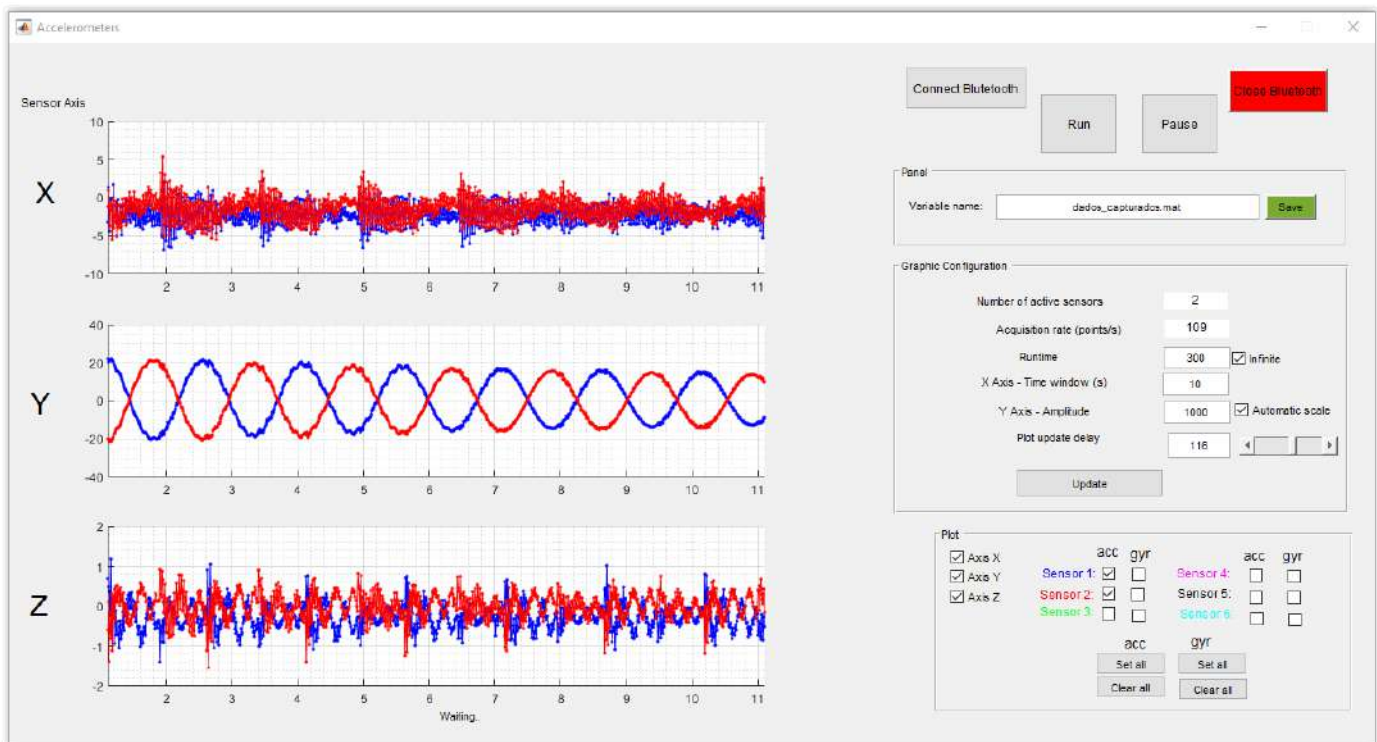 Accelerometers
Sensor Axis
X
10
5
0
-5
-10
2 3 4 5 6 7 8 9 10 11
Y
40
20
0
-20
-40
2 3 4 5 6 7 8 9 10 11
Z
2
1
0
-1
-2
2 3 4 5 6 7 8 9 10 11
Waiting..
Connect Blutetooth
Run
Pause
Close Bluetooth
Panel
Variable name: dados_capturados.mat Save
Graphic Configuration
Number of active sensors 2
Acquisition rate (points/s) 109
Runtime 300 Infinite
X Axis - Time window (s) 10
Y Axis - Amplitude 1000 Automatic scale
Plot update delay 116
Update
Plot
acc gyr acc gyr
Axis X Sensor 1: Sensor 4:
Axis Y Sensor 2: Sensor 5:
Axis Z Sensor 3: Sensor 6:
acc gyr
Set all Set all
Clear all Clear all